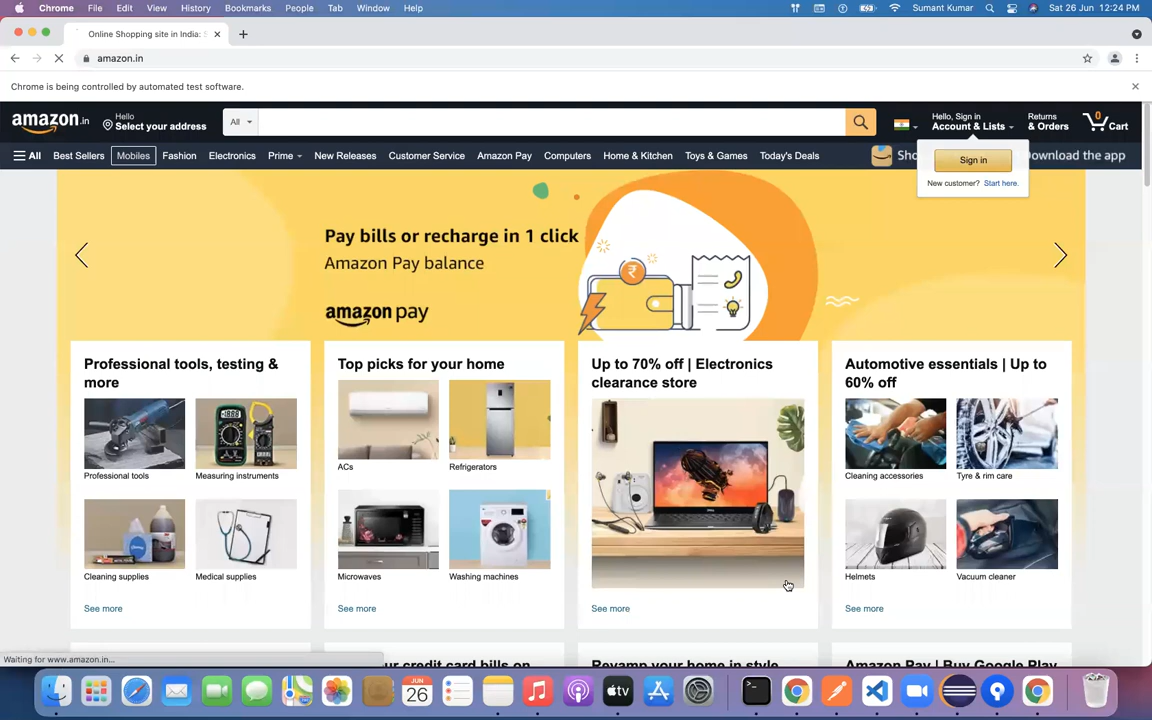 Chrome File Edit View History Bookmarks People Tab Window Help Sumant Kumar Sat 26 Jun 12:24 PM
Online Shopping site in India: S
amazon.in
Chrome is being controlled by automated test software.
amazon.in Hello Select your address All Hello, Sign in Account & Lists Returns & Orders 0 Cart
All Best Sellers Mobiles Fashion Electronics Prime New Releases Customer Service Amazon Pay Computers Home & Kitchen Toys & Games Today's Deals Sho ownload the app
Sign in
New customer? Start here.
Pay bills or recharge in 1 click
Amazon Pay balance
amazon pay
Professional tools, testing & more
Professional tools Measuring instruments
Cleaning supplies Medical supplies
See more
Top picks for your home
ACs Refrigerators
Microwaves Washing machines
See more
Up to 70% off | Electronics clearance store
See more
Automotive essentials | Up to 60% off
Cleaning accessories Tyre & rim care
Helmets Vacuum cleaner
See more
ur credit card bills on
Revamp your home in style
Amazon Pay | Buy Google Play
Waiting for www.amazon.in...
JUN
26
tv